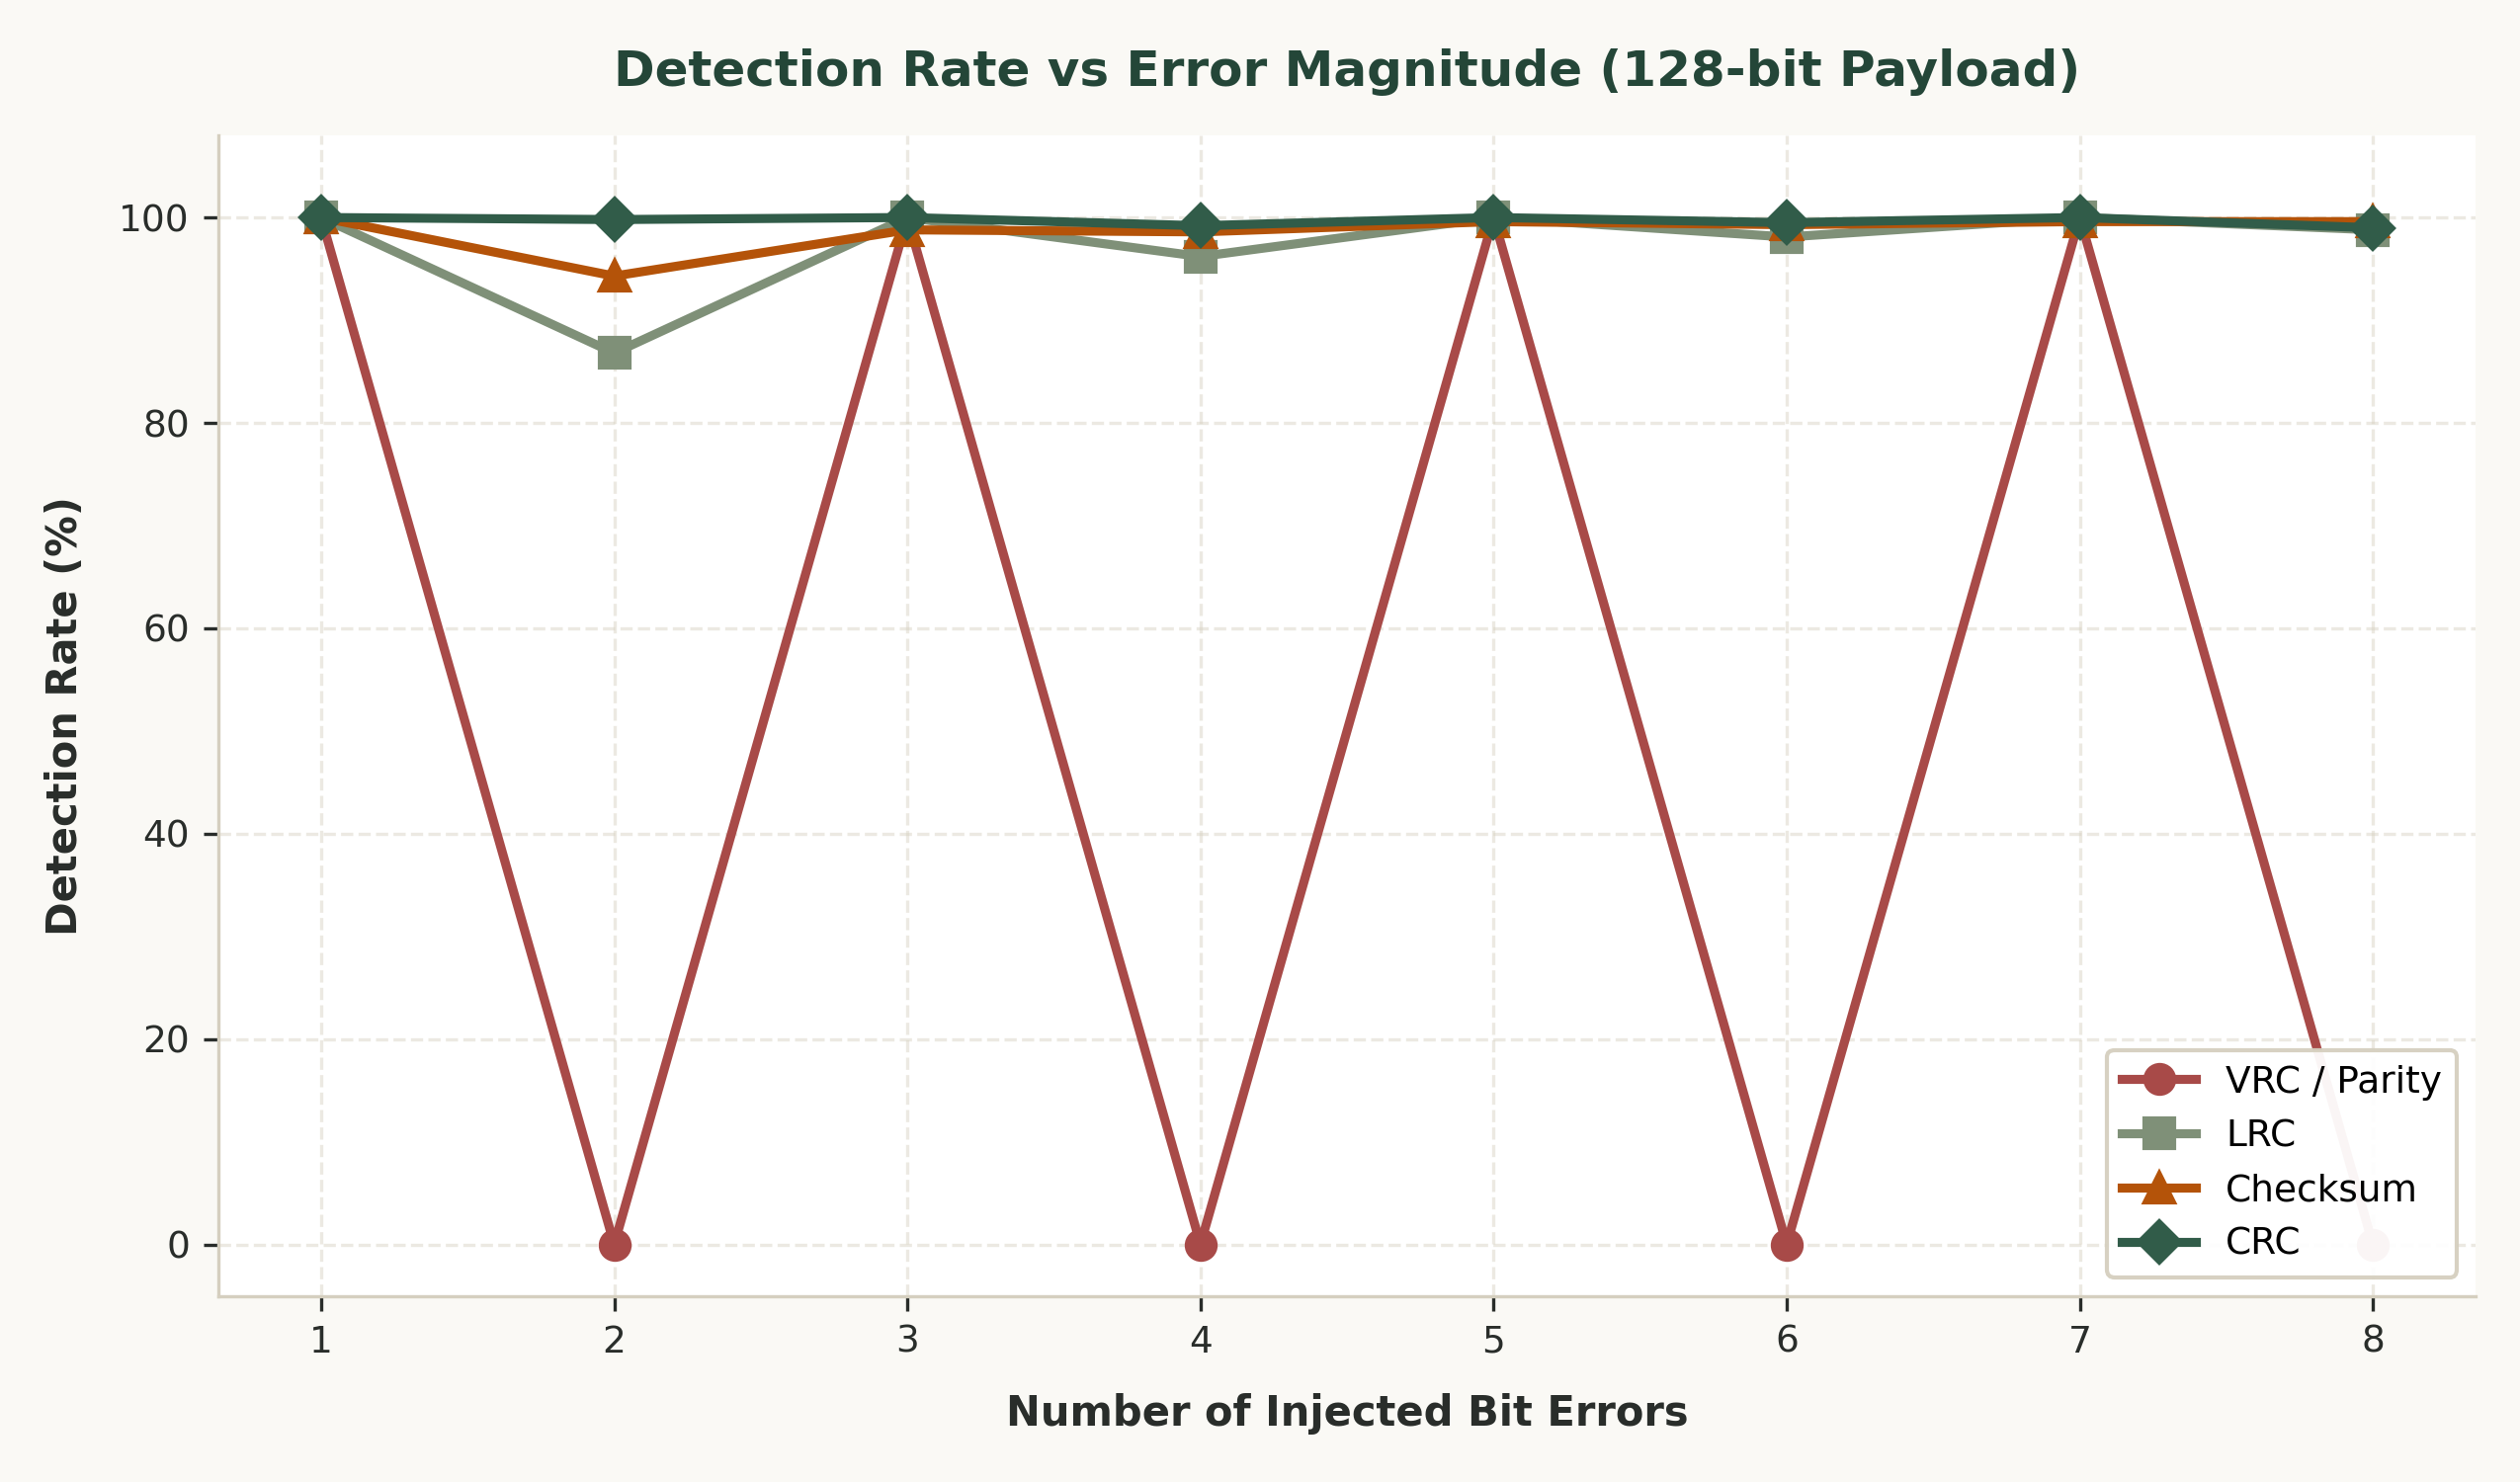 Detection Rate vs Error Magnitude (128-bit Payload)
Detection Rate (%)
100
80
60
40
20
0
VRC / Parity
LRC
Checksum
CRC
1 2 3 4 5 6 7 8
Number of Injected Bit Errors